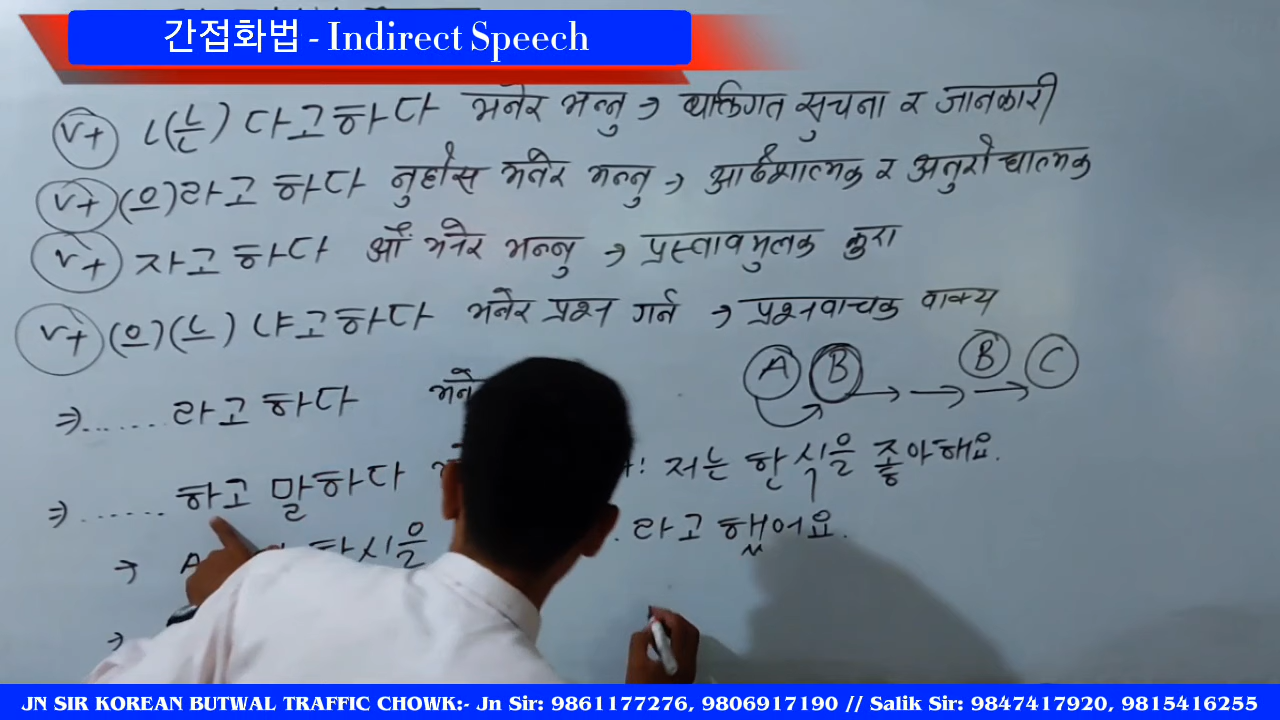 간접화법 - Indirect Speech
V+ ㄴ(는) 다고하다 भनेर भन्नु → ब्यक्तिगत सुचना र जानकारी
V+ (으)라고 하다 नुहोस भनेर भन्नु → आदेशात्मक र अनुरोधात्मक
V+ 자고 하다 औं भनेर भन्नु → प्रस्तावमुलक कुरा
V+ (으)(느) 냐고하다 भनेर प्रश्न गर्न → प्रश्नवाचक वाक्य
A B → → B → C
⇒...... 라고 하다 भने
⇒ ...... 하고 말하다
! 저는 한식을 좋아해요.
→ A 한식을 . 라고 했어요.
→
JN SIR KOREAN BUTWAL TRAFFIC CHOWK:- Jn Sir: 9861177276, 9806917190 // Salik Sir: 9847417920, 9815416255